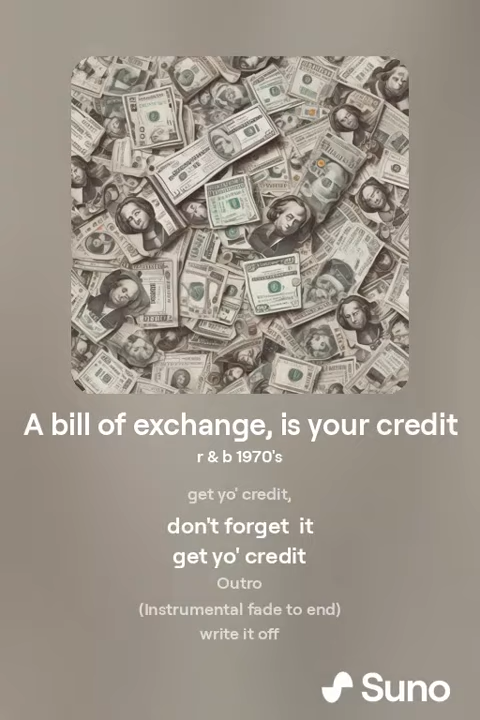 A bill of exchange, is your credit
r & b 1970's
get yo' credit,
don't forget it
get yo' credit
Outro
(Instrumental fade to end)
write it off
Suno